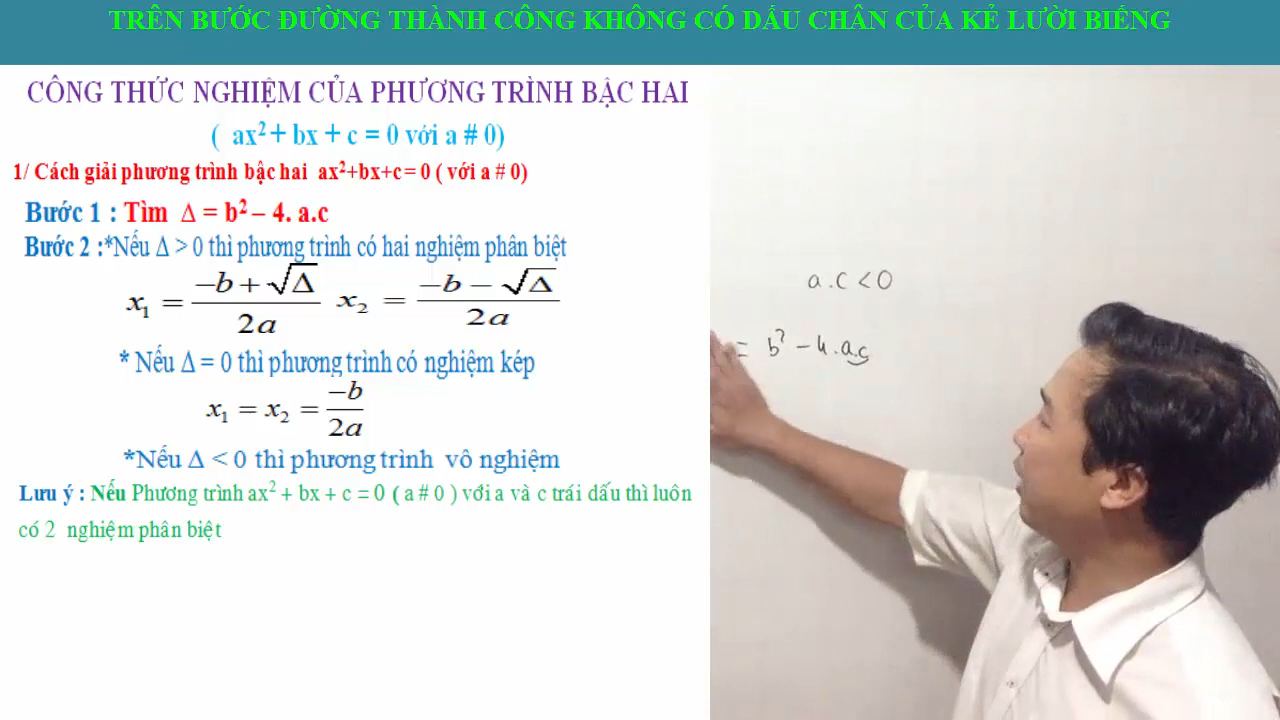 TRÊN BƯỚC ĐƯỜNG THÀNH CÔNG KHÔNG CÓ DẤU CHÂN CỦA KẺ LƯỜI BIẾNG
CÔNG THỨC NGHIỆM CỦA PHƯƠNG TRÌNH BẬC HAI
( ax² + bx + c = 0 với a # 0)
1/ Cách giải phương trình bậc hai ax²+bx+c= 0 ( với a # 0)
Bước 1 : Tìm Δ = b² – 4. a.c
Bước 2 :*Nếu Δ > 0 thì phương trình có hai nghiệm phân biệt
x₁ = (−b + √Δ)/2a x₂ = (−b − √Δ)/2a
* Nếu Δ = 0 thì phương trình có nghiệm kép
x₁ = x₂ = −b/2a
*Nếu Δ < 0 thì phương trình vô nghiệm
Lưu ý : Nếu Phương trình ax² + bx + c = 0 ( a # 0 ) với a và c trái dấu thì luôn
có 2 nghiệm phân biệt
a.c < 0
= b² − 4.a.c